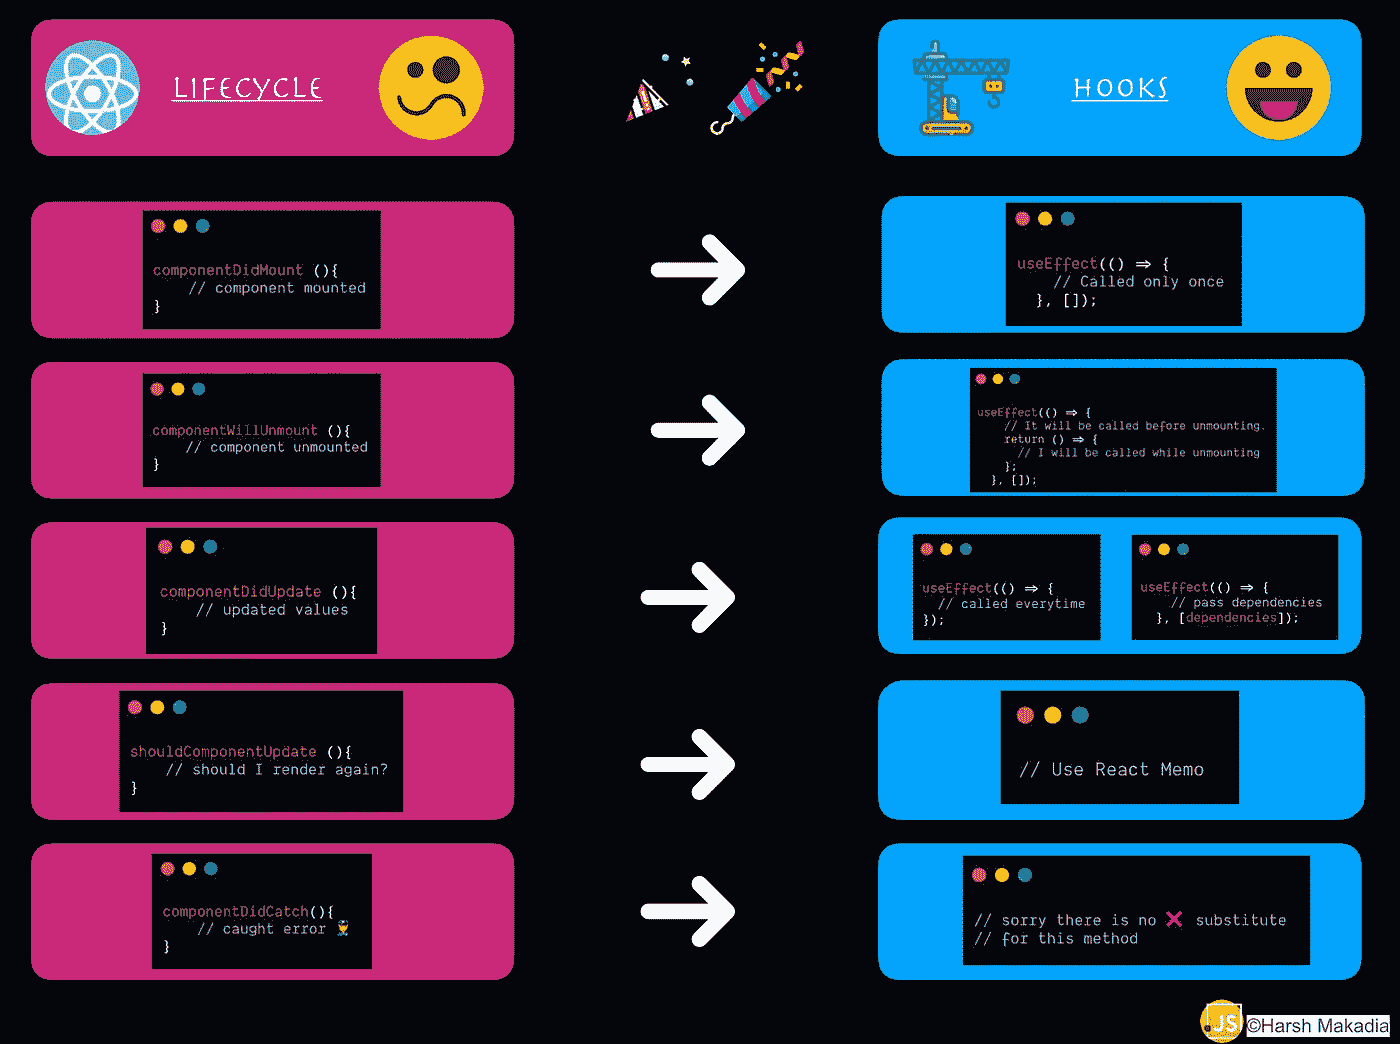 LIFECYCLE
HOOKS
componentDidMount (){
// component mounted
}
useEffect(() ⇒ {
// Called only once
}, []);
componentWillUnmount (){
// component unmounted
}
useEffect(() ⇒ {
// It will be called before unmounting.
return () ⇒ {
// I will be called while unmounting
};
}, []);
componentDidUpdate (){
// updated values
}
useEffect(() ⇒ {
// called everytime
});
useEffect(() ⇒ {
// pass dependencies
}, [dependencies]);
shouldComponentUpdate (){
// should I render again?
}
// Use React Memo
componentDidCatch(){
// caught error 👮
}
// sorry there is no ❌ substitute
// for this method
JS
©Harsh Makadia